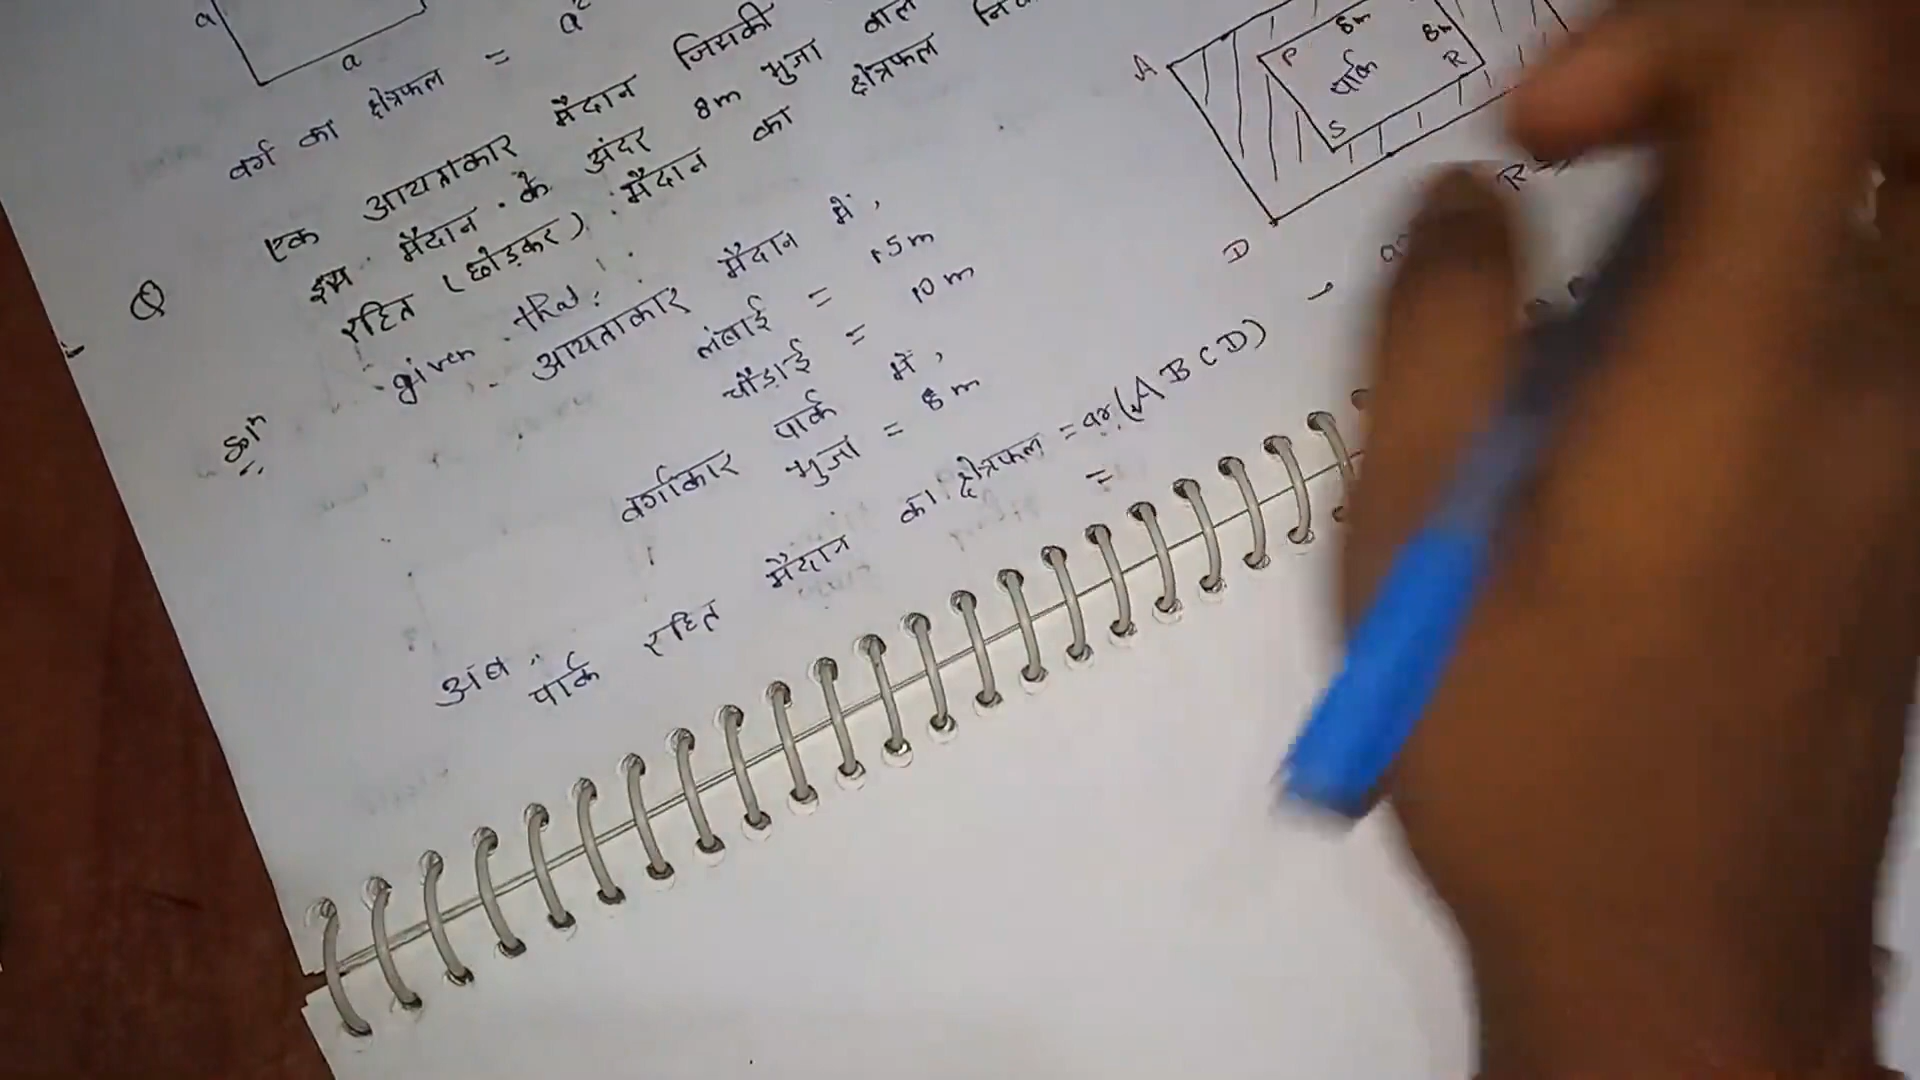 a
a
वर्ग का क्षेत्रफल = a²
Q एक आयताकार मैदान जिसकी
इस मैदान के अंदर 8m भुजा वाले
रहित (छोड़कर) मैदान का क्षेत्रफल
Soln given that:
आयताकार मैदान में,
लंबाई = 15m
चौड़ाई = 10m
वर्गाकार पार्क में,
भुजा = 8m
अब,
पार्क रहित मैदान का क्षेत्रफल = ar.(ABCD) -
=
A
P
8m
8m
पार्क
R
S
D